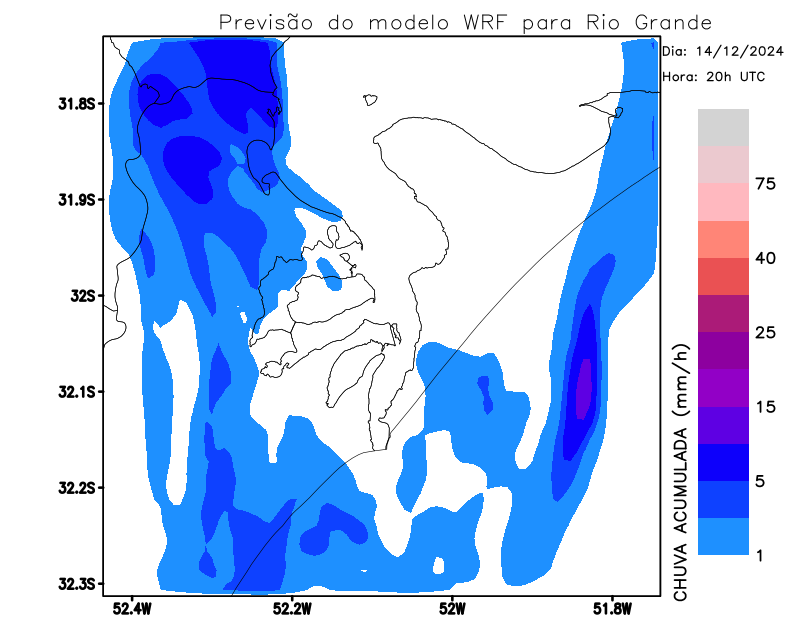 Previsão do modelo WRF para Rio Grande
Dia: 14/12/2024
Hora: 20h UTC
31.8S
31.9S
32S
32.1S
32.2S
32.3S
52.4W
52.2W
52W
51.8W
75
40
25
15
5
1
CHUVA ACUMULADA (mm/h)